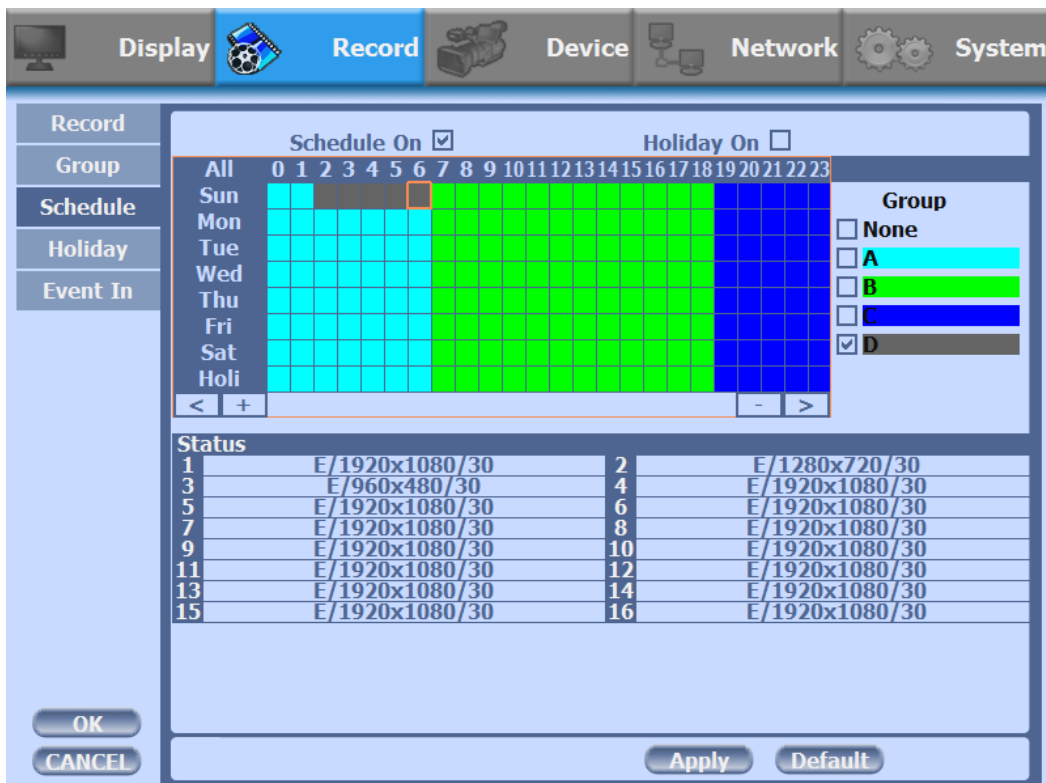 Display Record Device Network System
Record
Group
Schedule
Holiday
Event In
Schedule On Holiday On
All 0 1 2 3 4 5 6 7 8 9 10 11 12 13 14 15 16 17 18 19 20 21 22 23
Sun
Mon
Tue
Wed
Thu
Fri
Sat
Holi
< + - >
Group
None
A
B
C
D
Status
1 E/1920x1080/30 2 E/1280x720/30
3 E/960x480/30 4 E/1920x1080/30
5 E/1920x1080/30 6 E/1920x1080/30
7 E/1920x1080/30 8 E/1920x1080/30
9 E/1920x1080/30 10 E/1920x1080/30
11 E/1920x1080/30 12 E/1920x1080/30
13 E/1920x1080/30 14 E/1920x1080/30
15 E/1920x1080/30 16 E/1920x1080/30
OK
CANCEL
Apply Default